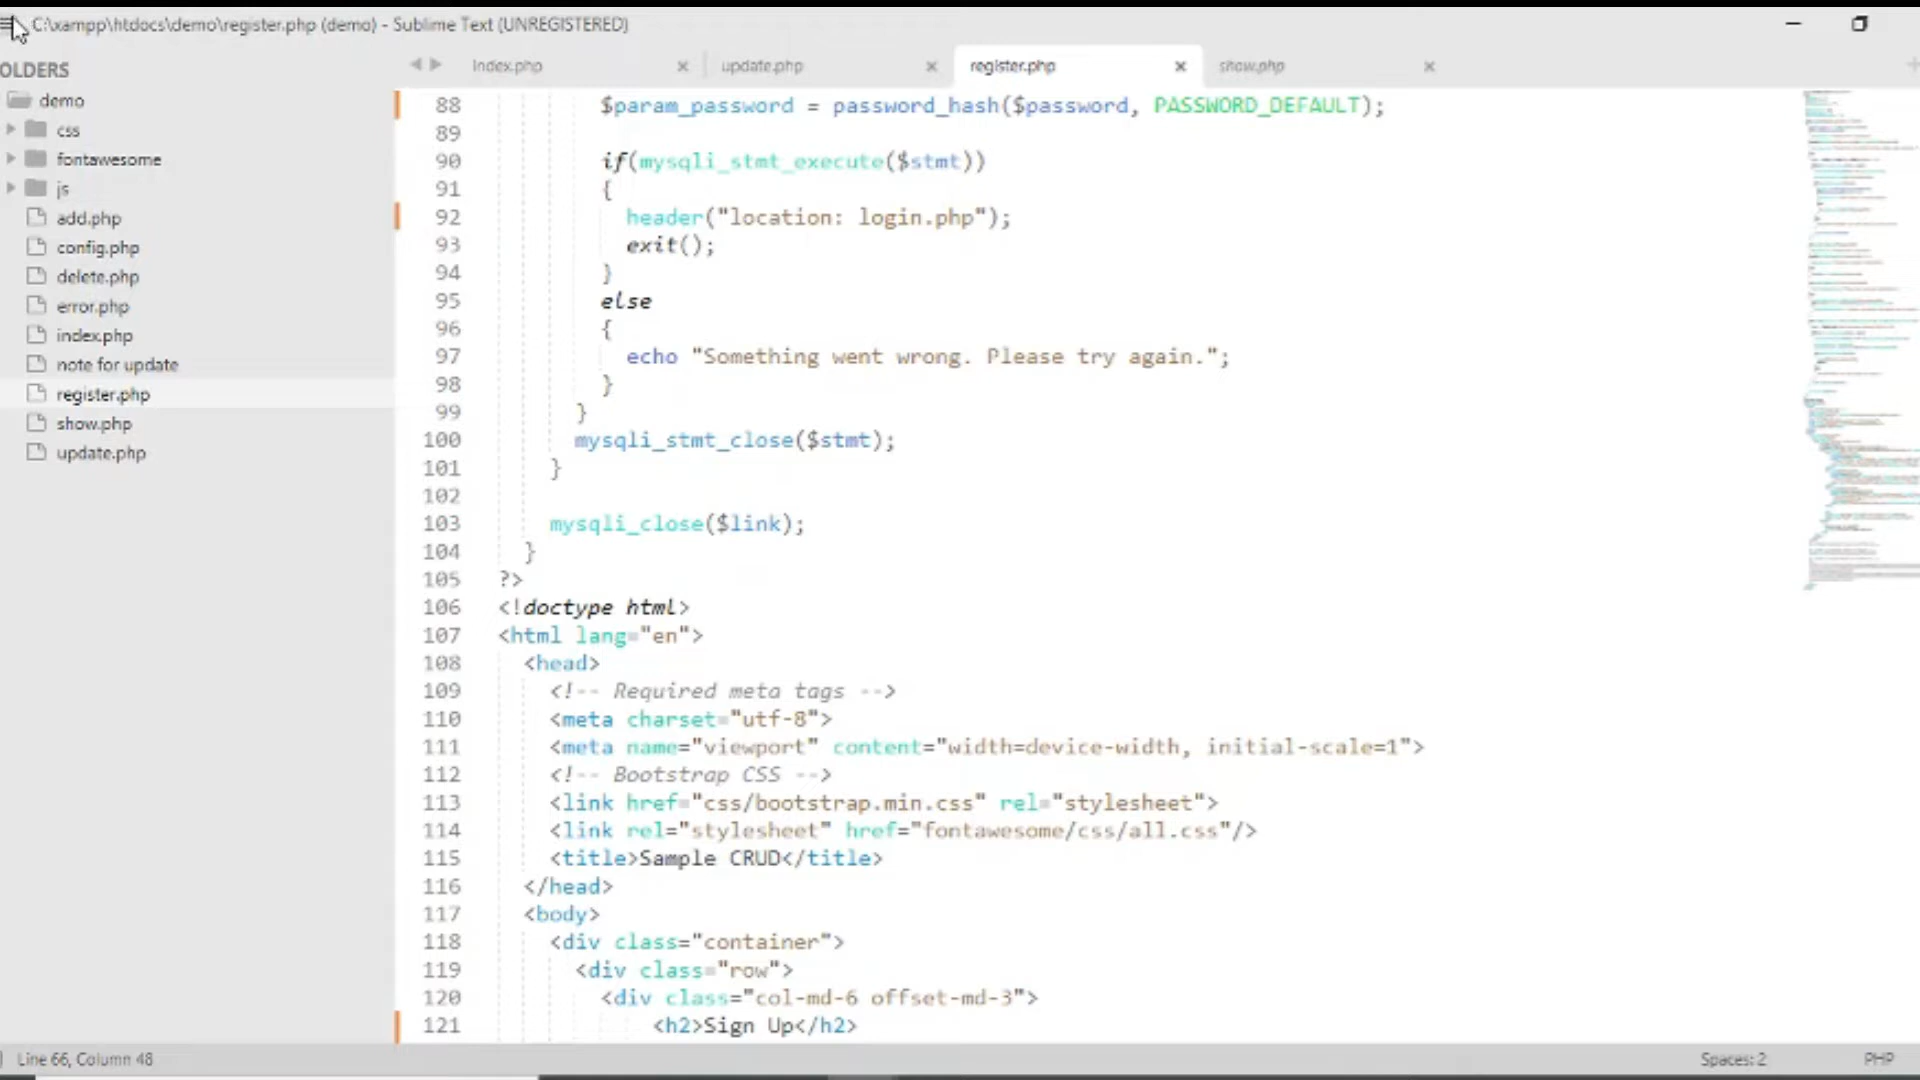 C:\xampp\htdocs\demo\register.php (demo) - Sublime Text (UNREGISTERED)
OLDERS
demo
css
fontawesome
js
add.php
config.php
delete.php
error.php
index.php
note for update
register.php
show.php
update.php
index.php
update.php
register.php
show.php
88 $param_password = password_hash($password, PASSWORD_DEFAULT);
89
90 if(mysqli_stmt_execute($stmt))
91 {
92 header("location: login.php");
93 exit();
94 }
95 else
96 {
97 echo "Something went wrong. Please try again.";
98 }
99 }
100 mysqli_stmt_close($stmt);
101 }
102
103 mysqli_close($link);
104 }
105 ?>
106 <!doctype html>
107 <html lang="en">
108 <head>
109 <!-- Required meta tags -->
110 <meta charset="utf-8">
111 <meta name="viewport" content="width=device-width, initial-scale=1">
112 <!-- Bootstrap CSS -->
113 <link href="css/bootstrap.min.css" rel="stylesheet">
114 <link rel="stylesheet" href="fontawesome/css/all.css"/>
115 <title>Sample CRUD</title>
116 </head>
117 <body>
118 <div class="container">
119 <div class="row">
120 <div class="col-md-6 offset-md-3">
121 <h2>Sign Up</h2>
Line 66, Column 48
Spaces: 2
PHP